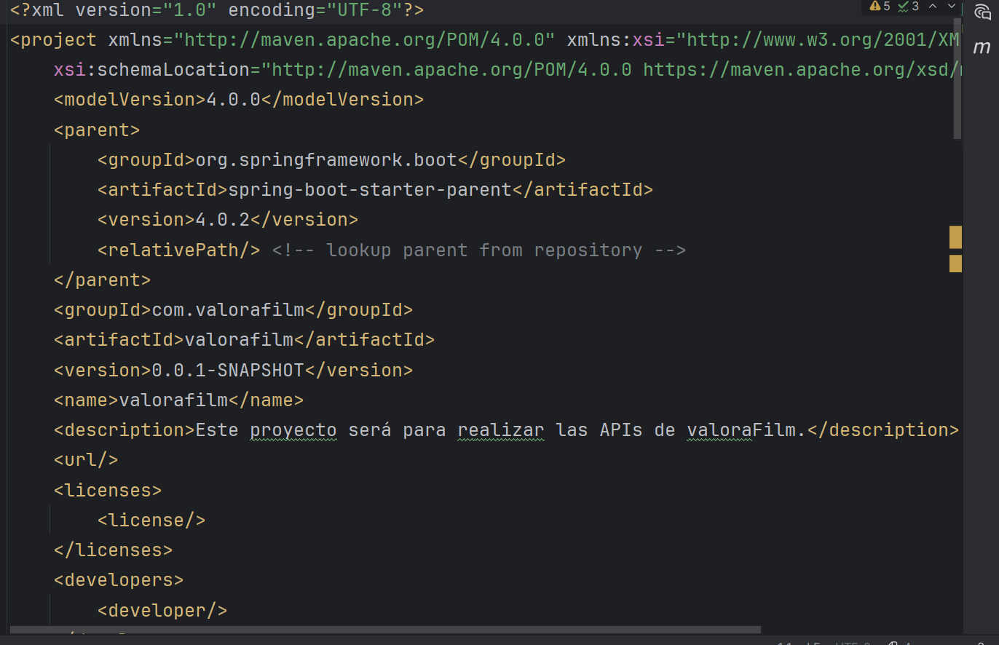 <?xml version="1.0" encoding="UTF-8"?>
5 3
<project xmlns="http://maven.apache.org/POM/4.0.0" xmlns:xsi="http://www.w3.org/2001/XM
m
xsi:schemaLocation="http://maven.apache.org/POM/4.0.0 https://maven.apache.org/xsd/
<modelVersion>4.0.0</modelVersion>
<parent>
<groupId>org.springframework.boot</groupId>
<artifactId>spring-boot-starter-parent</artifactId>
<version>4.0.2</version>
<relativePath/> <!-- lookup parent from repository -->
</parent>
<groupId>com.valorafilm</groupId>
<artifactId>valorafilm</artifactId>
<version>0.0.1-SNAPSHOT</version>
<name>valorafilm</name>
<description>Este proyecto será para realizar las APIs de valoraFilm.</description>
<url/>
<licenses>
<license/>
</licenses>
<developers>
<developer/>